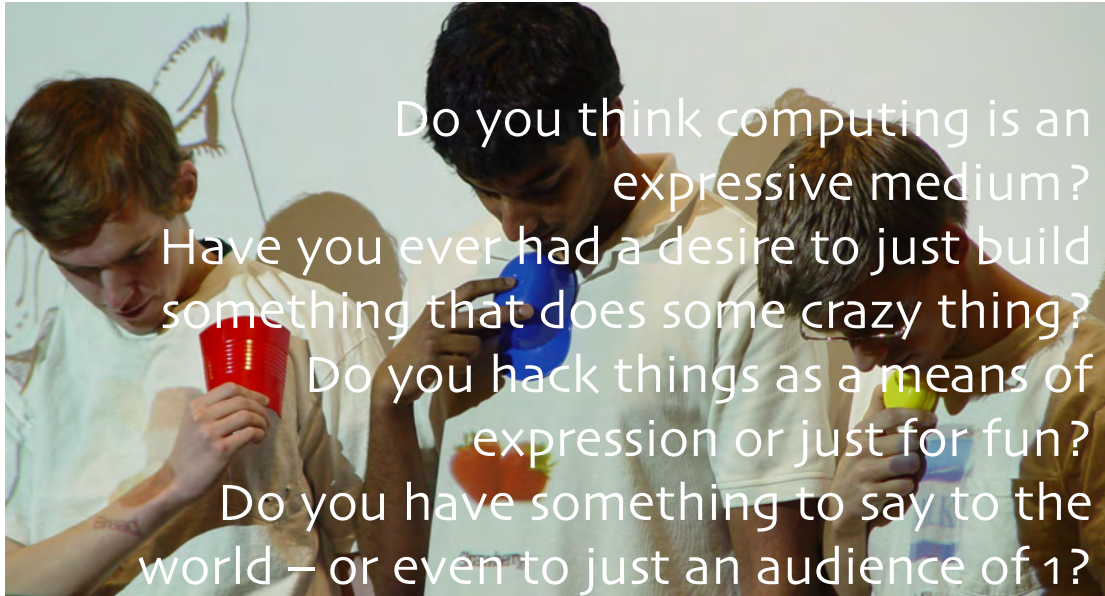 Do you think computing is an
expressive medium?
Have you ever had a desire to just build
something that does some crazy thing?
Do you hack things as a means of
expression or just for fun?
Do you have something to say to the
world – or even to just an audience of 1?